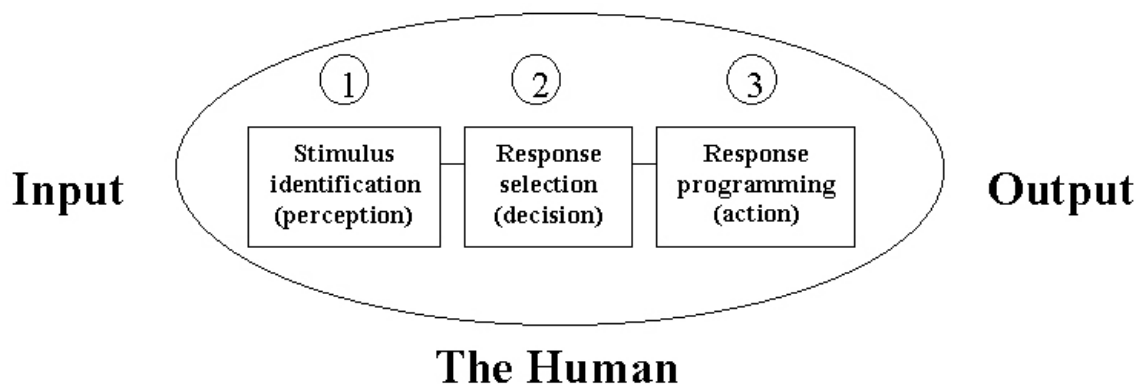 1
2
3
Input
Stimulus
identification
(perception)
Response
selection
(decision)
Response
programming
(action)
Output
The Human